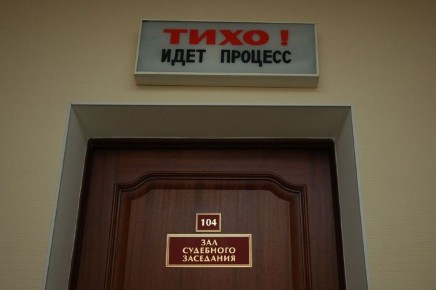 ТИХО !
ИДЕТ ПРОЦЕСС
104
ЗАЛ
СУДЕБНОГО
ЗАСЕДАНИЯ